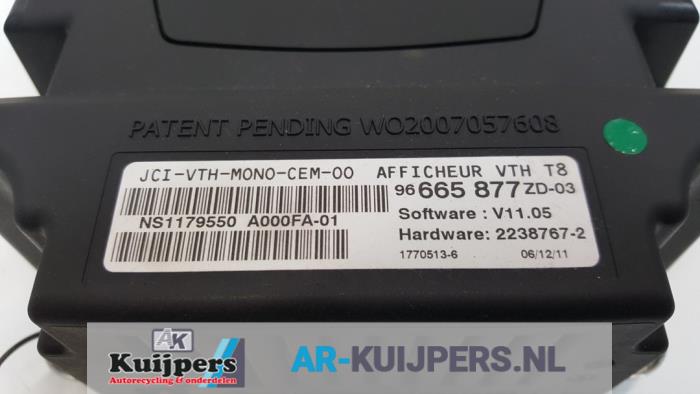 PATENT PENDING WO2007057608
JCI-VTH-MONO-CEM-00 AFFICHEUR VTH T8
96 665 877 ZD-03
Software : V11.05
NS1179550 A000FA-01
Hardware: 2238767-2
1770513-6 06/12/11
AK
Kuijpers
Autorecycling & onderdelen
AR-KUIJPERS.NL